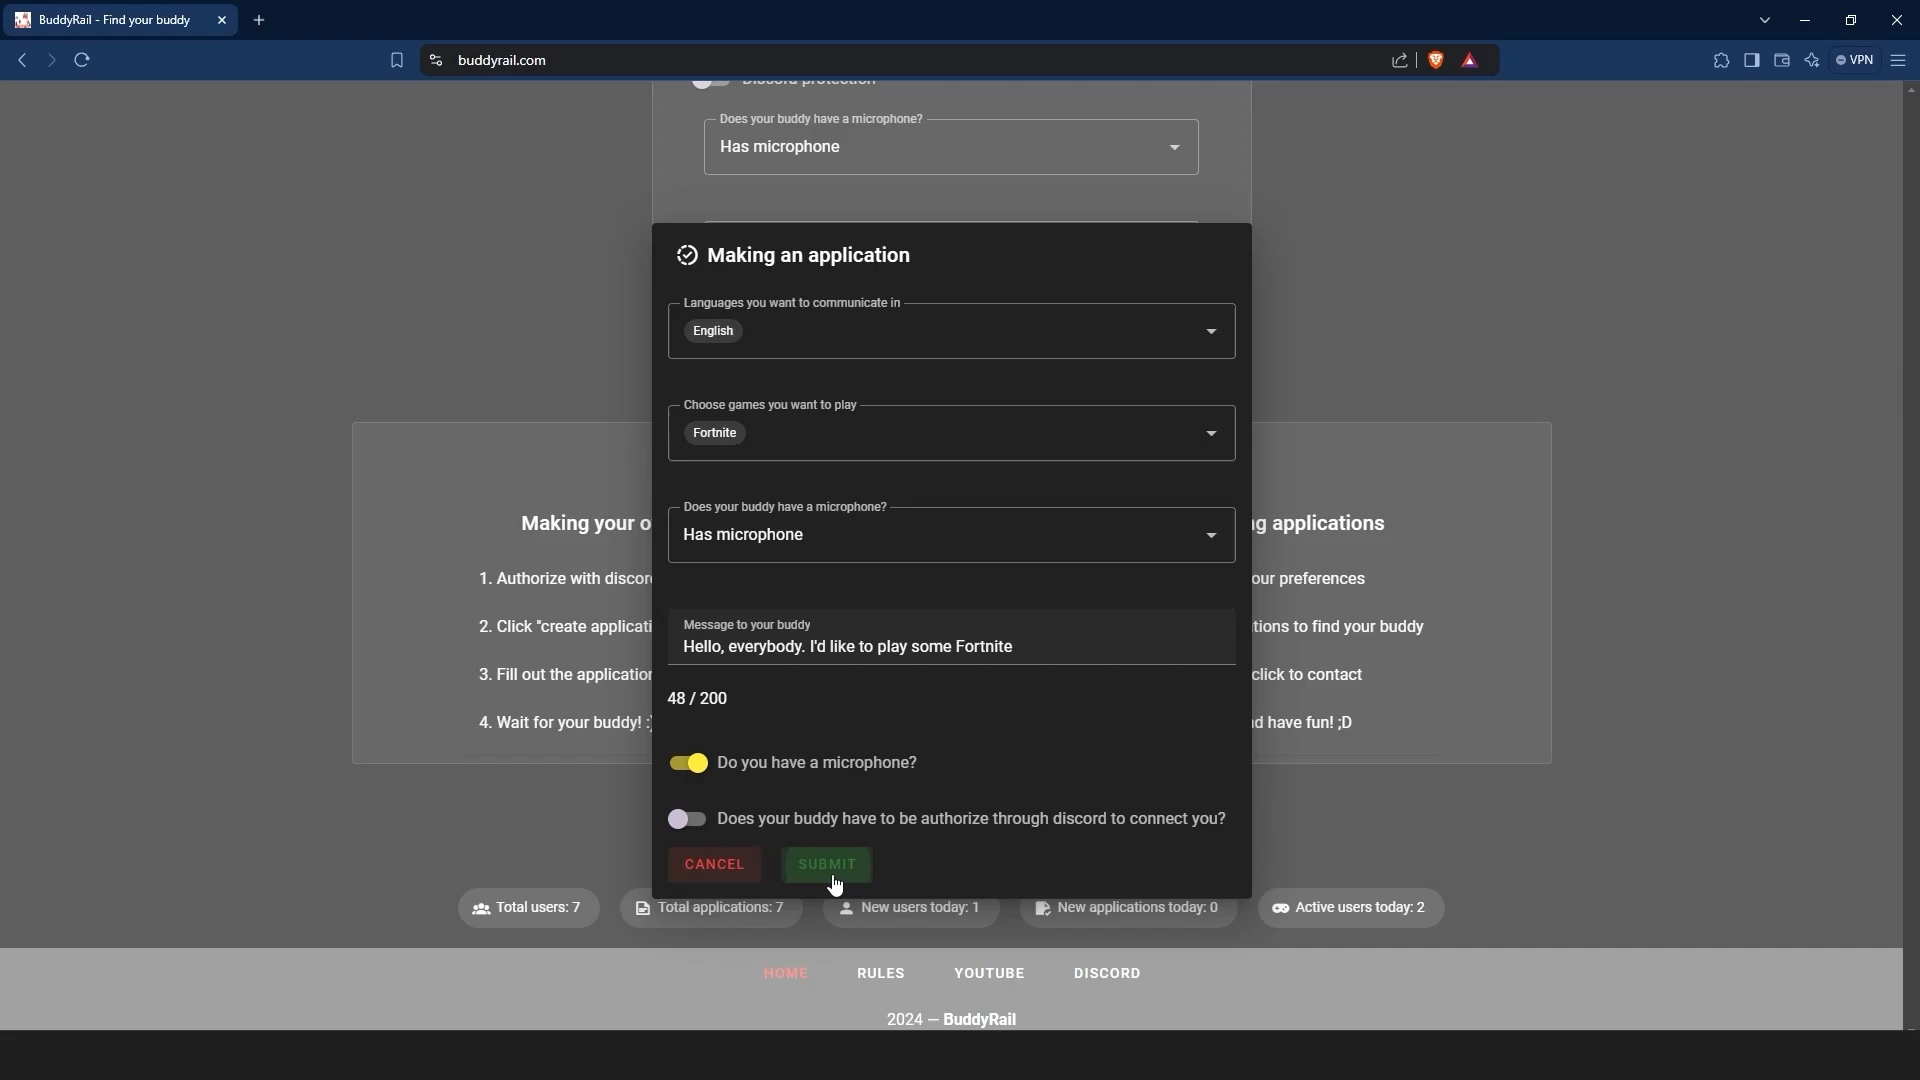 BuddyRail - Find your buddy
buddyrail.com
VPN
Discord protection
Does your buddy have a microphone?
Has microphone
Making an application
Languages you want to communicate in
English
Choose games you want to play
Fortnite
Does your buddy have a microphone?
Has microphone
Message to your buddy
Hello, everybody. I'd like to play some Fortnite
48 / 200
Do you have a microphone?
Does your buddy have to be authorize through discord to connect you?
CANCEL
SUBMIT
Making your o
1. Authorize with discor
2. Click "create applicati
3. Fill out the application
4. Wait for your buddy! :)
ng applications
our preferences
tions to find your buddy
click to contact
nd have fun! ;D
Total users: 7
Total applications: 7
New users today: 1
New applications today: 0
Active users today: 2
HOME
RULES
YOUTUBE
DISCORD
2024 — BuddyRail